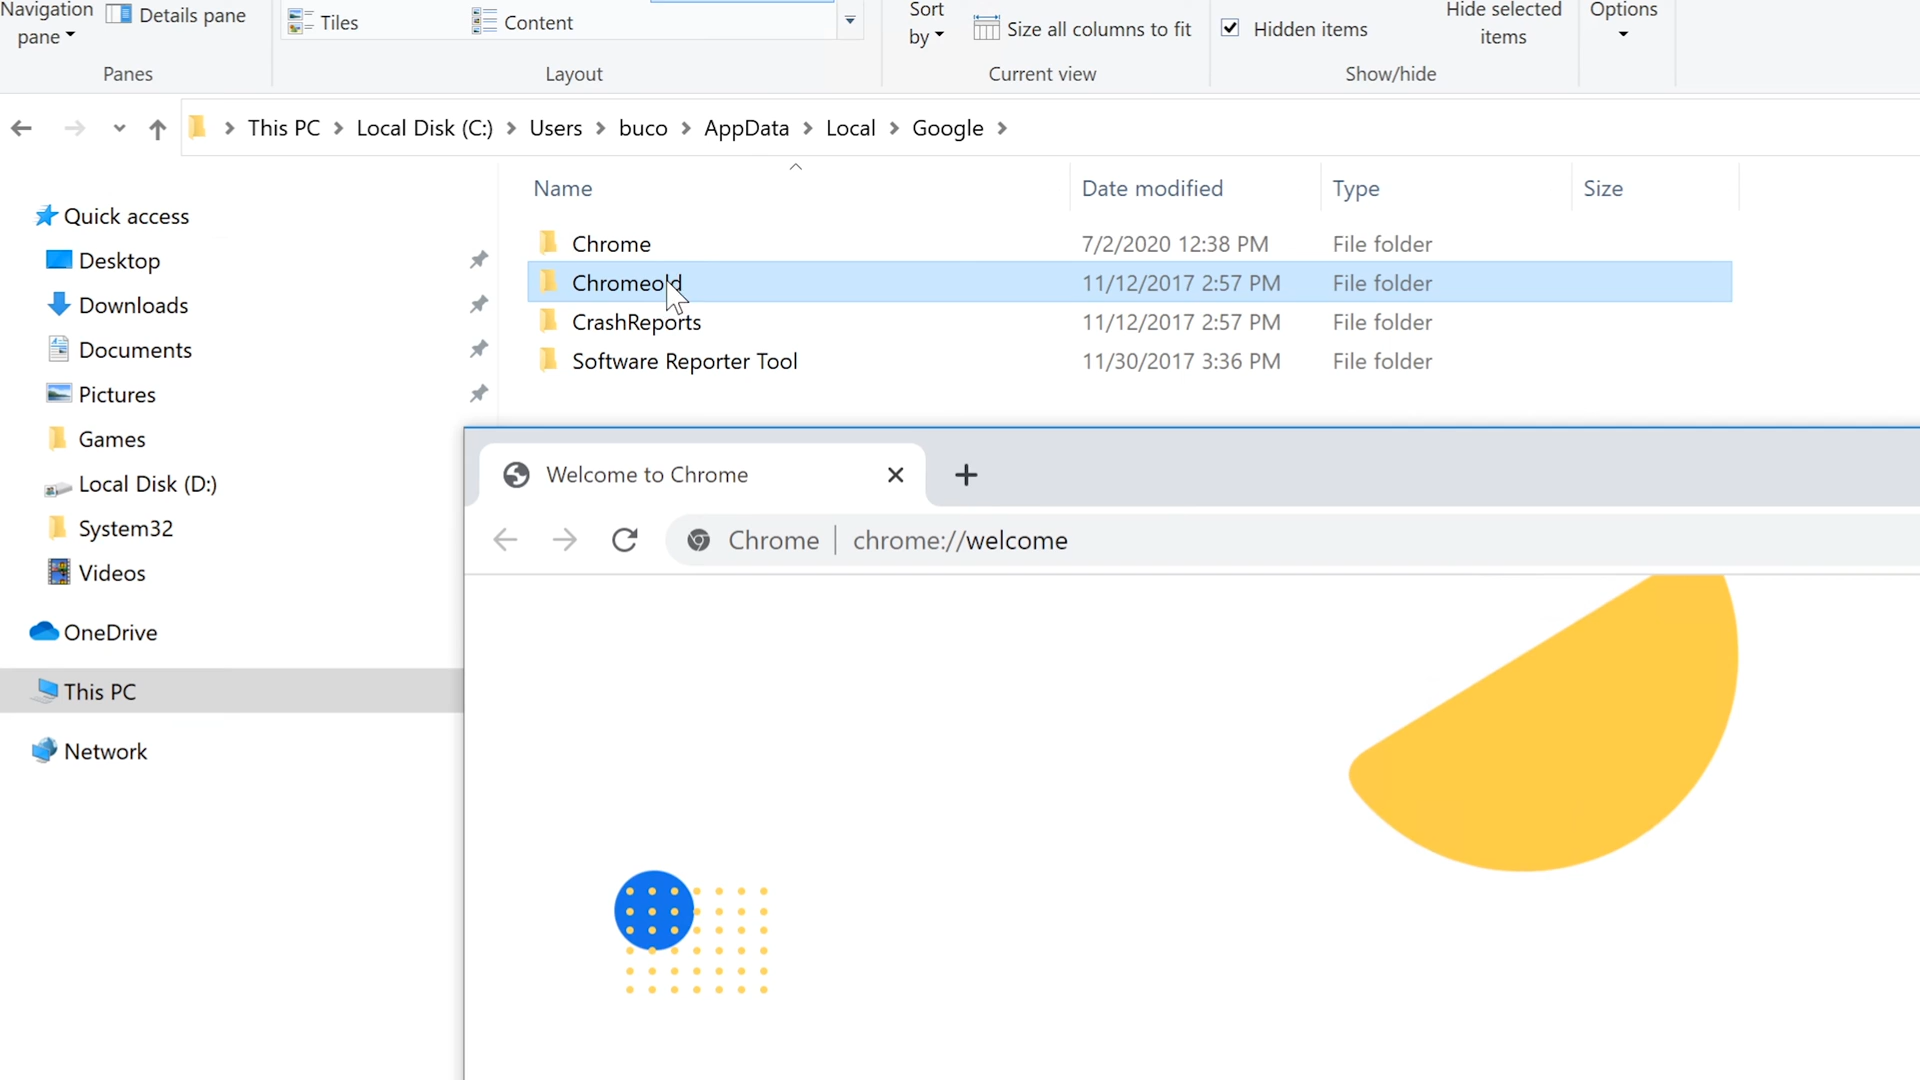 Navigation
pane
Details pane
Tiles
Content
Sort
by
Size all columns to fit
Hidden items
Hide selected
items
Options
Panes
Layout
Current view
Show/hide
This PC > Local Disk (C:) > Users > buco > AppData > Local > Google >
Name Date modified Type Size
Quick access
Desktop
Downloads
Documents
Pictures
Games
Local Disk (D:)
System32
Videos
OneDrive
This PC
Network
Chrome 7/2/2020 12:38 PM File folder
Chromeold 11/12/2017 2:57 PM File folder
CrashReports 11/12/2017 2:57 PM File folder
Software Reporter Tool 11/30/2017 3:36 PM File folder
Welcome to Chrome
Chrome | chrome://welcome